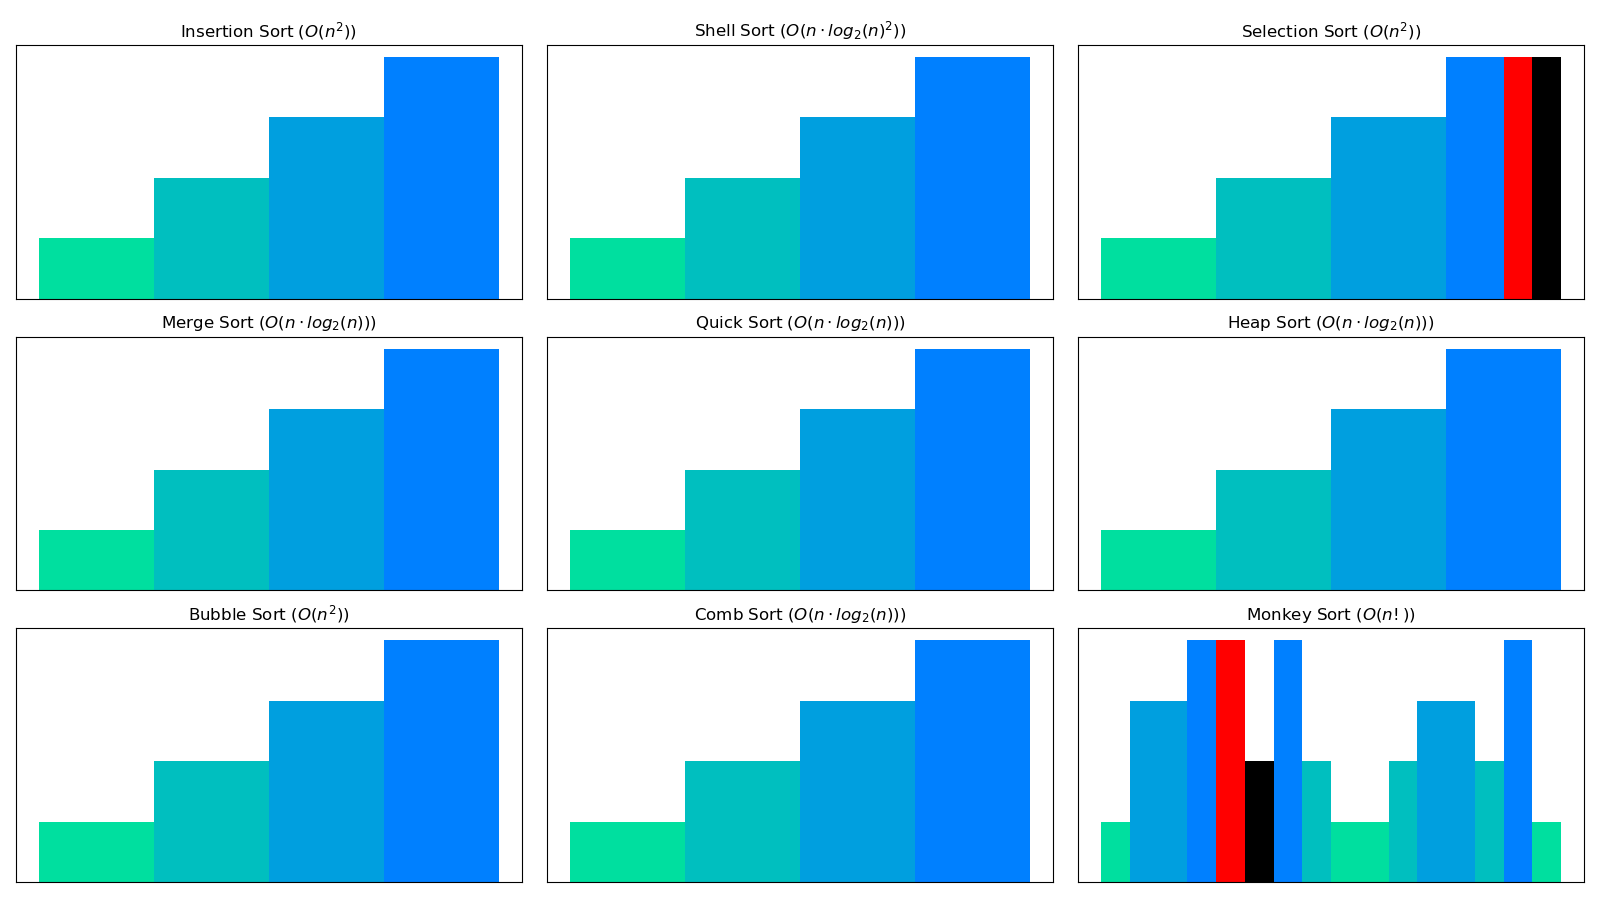 Insertion Sort (O(n²))
Shell Sort (O(n · log₂(n)²))
Selection Sort (O(n²))
Merge Sort (O(n · log₂(n)))
Quick Sort (O(n · log₂(n)))
Heap Sort (O(n · log₂(n)))
Bubble Sort (O(n²))
Comb Sort (O(n · log₂(n)))
Monkey Sort (O(n!))